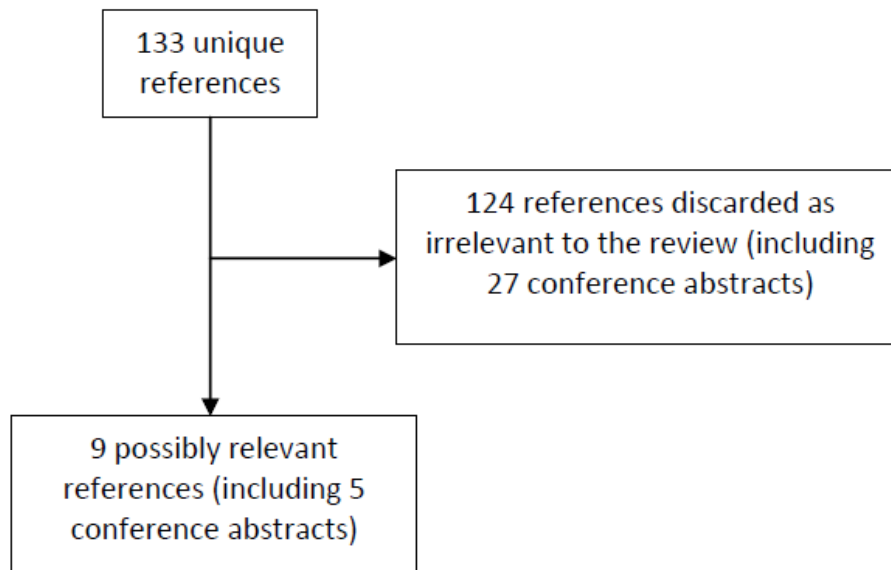 133 unique
references
124 references discarded as
irrelevant to the review (including
27 conference abstracts)
9 possibly relevant
references (including 5
conference abstracts)